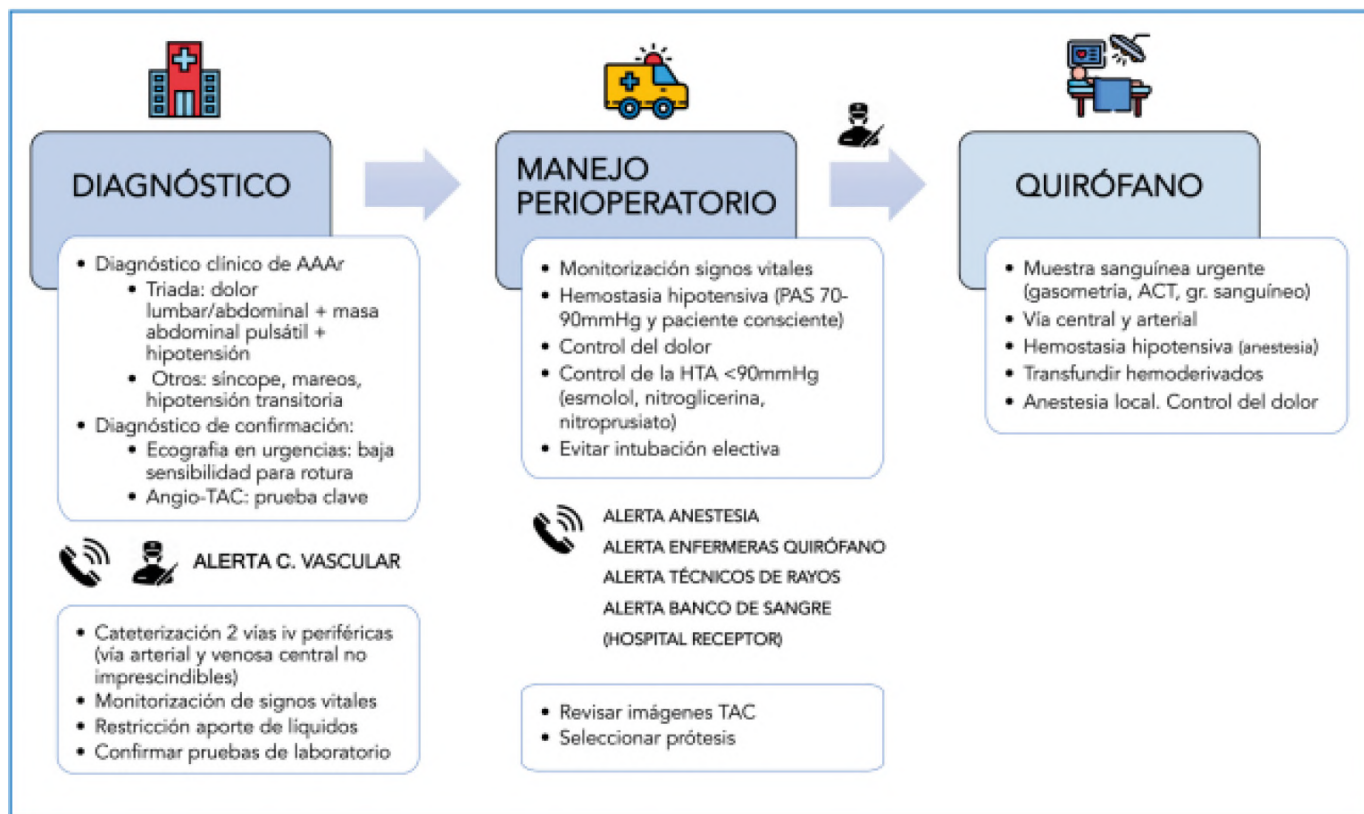 DIAGNÓSTICO
• Diagnóstico clínico de AAAr
• Triada: dolor
lumbar/abdominal + masa
abdominal pulsátil +
hipotensión
• Otros: síncope, mareos,
hipotensión transitoria
• Diagnóstico de confirmación:
• Ecografia en urgencias: baja
sensibilidad para rotura
• Angio-TAC: prueba clave
ALERTA C. VASCULAR
• Cateterización 2 vías iv periféricas
(vía arterial y venosa central no
imprescindibles)
• Monitorización de signos vitales
• Restricción aporte de líquidos
• Confirmar pruebas de laboratorio
MANEJO
PERIOPERATORIO
• Monitorización signos vitales
• Hemostasia hipotensiva (PAS 70-
90mmHg y paciente consciente)
• Control del dolor
• Control de la HTA <90mmHg
(esmolol, nitroglicerina,
nitroprusiato)
• Evitar intubación electiva
ALERTA ANESTESIA
ALERTA ENFERMERAS QUIRÓFANO
ALERTA TÉCNICOS DE RAYOS
ALERTA BANCO DE SANGRE
(HOSPITAL RECEPTOR)
• Revisar imágenes TAC
• Seleccionar prótesis
QUIRÓFANO
• Muestra sanguínea urgente
(gasometría, ACT, gr. sanguíneo)
• Vía central y arterial
• Hemostasia hipotensiva (anestesia)
• Transfundir hemoderivados
• Anestesia local. Control del dolor